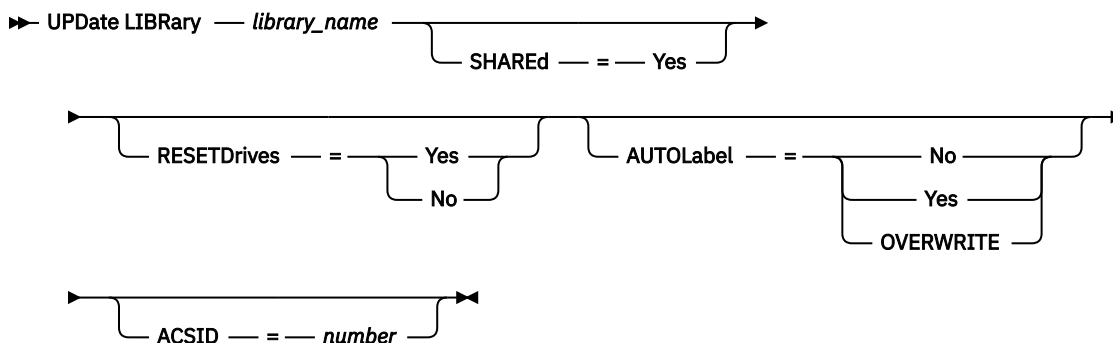 UPDate LIBRary library_name
SHAREd = Yes
RESETDrives = Yes
No
AUTOLabel = No
Yes
OVERWRITE
ACSID = number